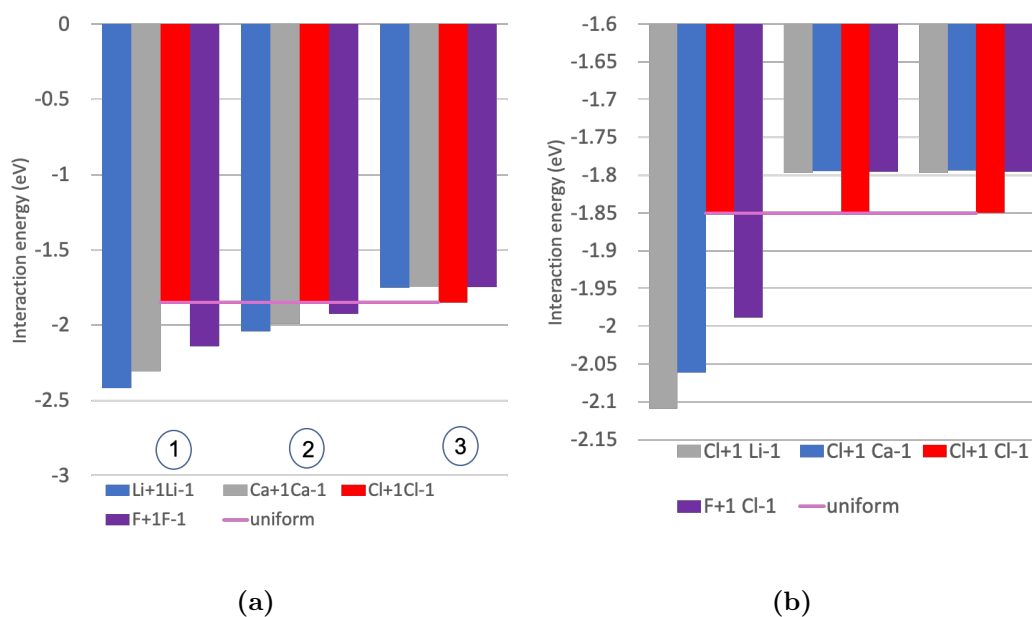 0
-0.5
-1
-1.5
-2
-2.5
-3
Interaction energy (eV)
1 2 3
Li+1Li-1 Ca+1Ca-1 Cl+1Cl-1
F+1F-1 uniform
(a)
-1.6
-1.65
-1.7
-1.75
-1.8
-1.85
-1.9
-1.95
-2
-2.05
-2.1
-2.15
Interaction energy (eV)
Cl+1 Li-1 Cl+1 Ca-1 Cl+1 Cl-1
F+1 Cl-1 uniform
(b)